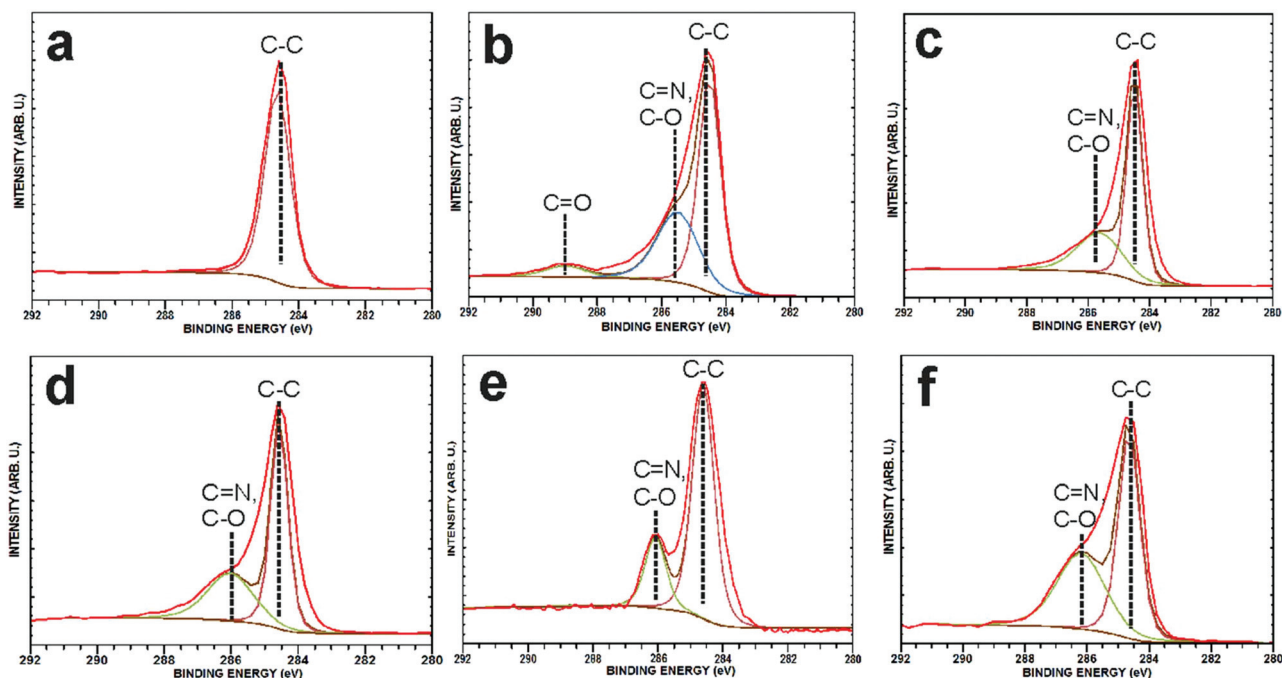 a
C-C
INTENSITY (ARB. U.)
292 290 288 286 284 282 280
BINDING ENERGY (eV)
b
C-C
C=N,
C-O
C=O
INTENSITY (ARB. U.)
292 290 288 286 284 282 280
BINDING ENERGY (eV)
c
C-C
C=N,
C-O
INTENSITY (ARB. U.)
292 290 288 286 284 282 280
BINDING ENERGY (eV)
d
C-C
C=N,
C-O
INTENSITY (ARB. U.)
292 290 288 286 284 282 280
BINDING ENERGY (eV)
e
C-C
C=N,
C-O
INTENSITY (ARB. U.)
292 290 288 286 284 282 280
BINDING ENERGY (eV)
f
C-C
C=N,
C-O
INTENSITY (ARB. U.)
292 290 288 286 284 282 280
BINDING ENERGY (eV)